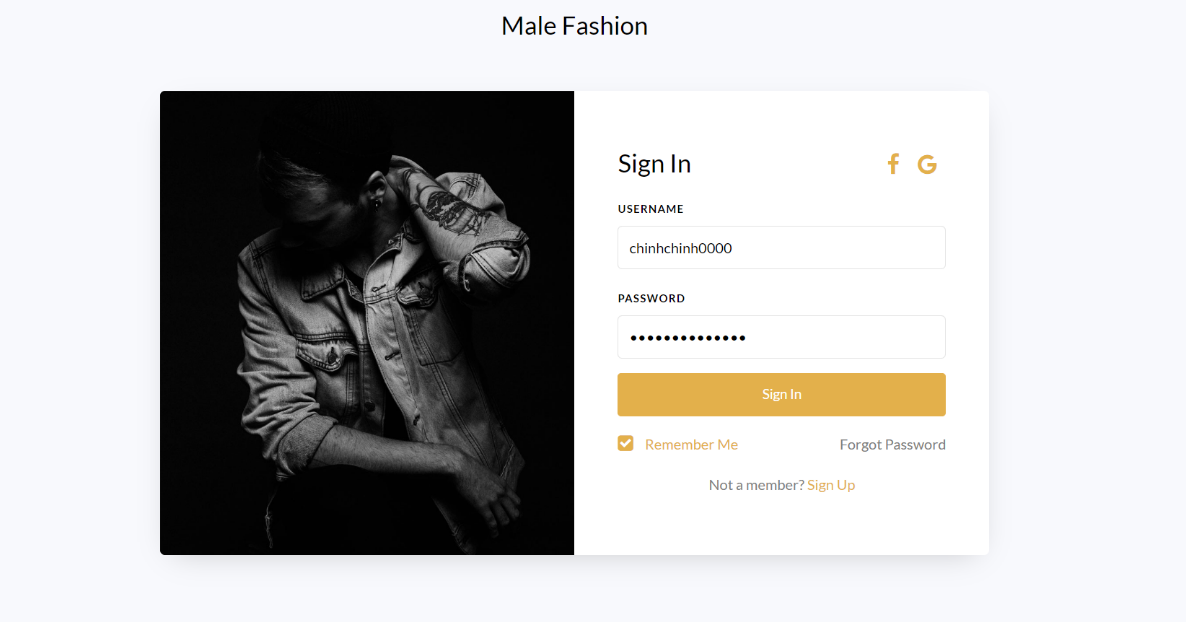 Male Fashion
Sign In
USERNAME
chinhchinh0000
PASSWORD
••••••••••••••
Sign In
Remember Me Forgot Password
Not a member? Sign Up